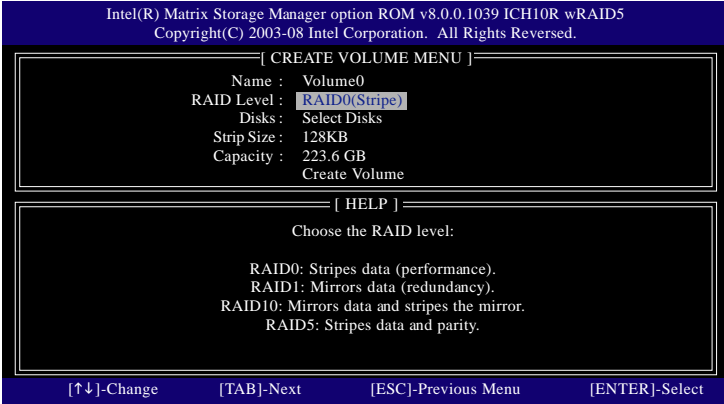 Intel(R) Matrix Storage Manager option ROM v8.0.0.1039 ICH10R wRAID5
Copyright(C) 2003-08 Intel Corporation. All Rights Reversed.
[ CREATE VOLUME MENU ]
Name : Volume0
RAID Level : RAID0(Stripe)
Disks : Select Disks
Strip Size : 128KB
Capacity : 223.6 GB
Create Volume
[ HELP ]
Choose the RAID level:
RAID0: Stripes data (performance).
RAID1: Mirrors data (redundancy).
RAID10: Mirrors data and stripes the mirror.
RAID5: Stripes data and parity.
[↑↓]-Change [TAB]-Next [ESC]-Previous Menu [ENTER]-Select